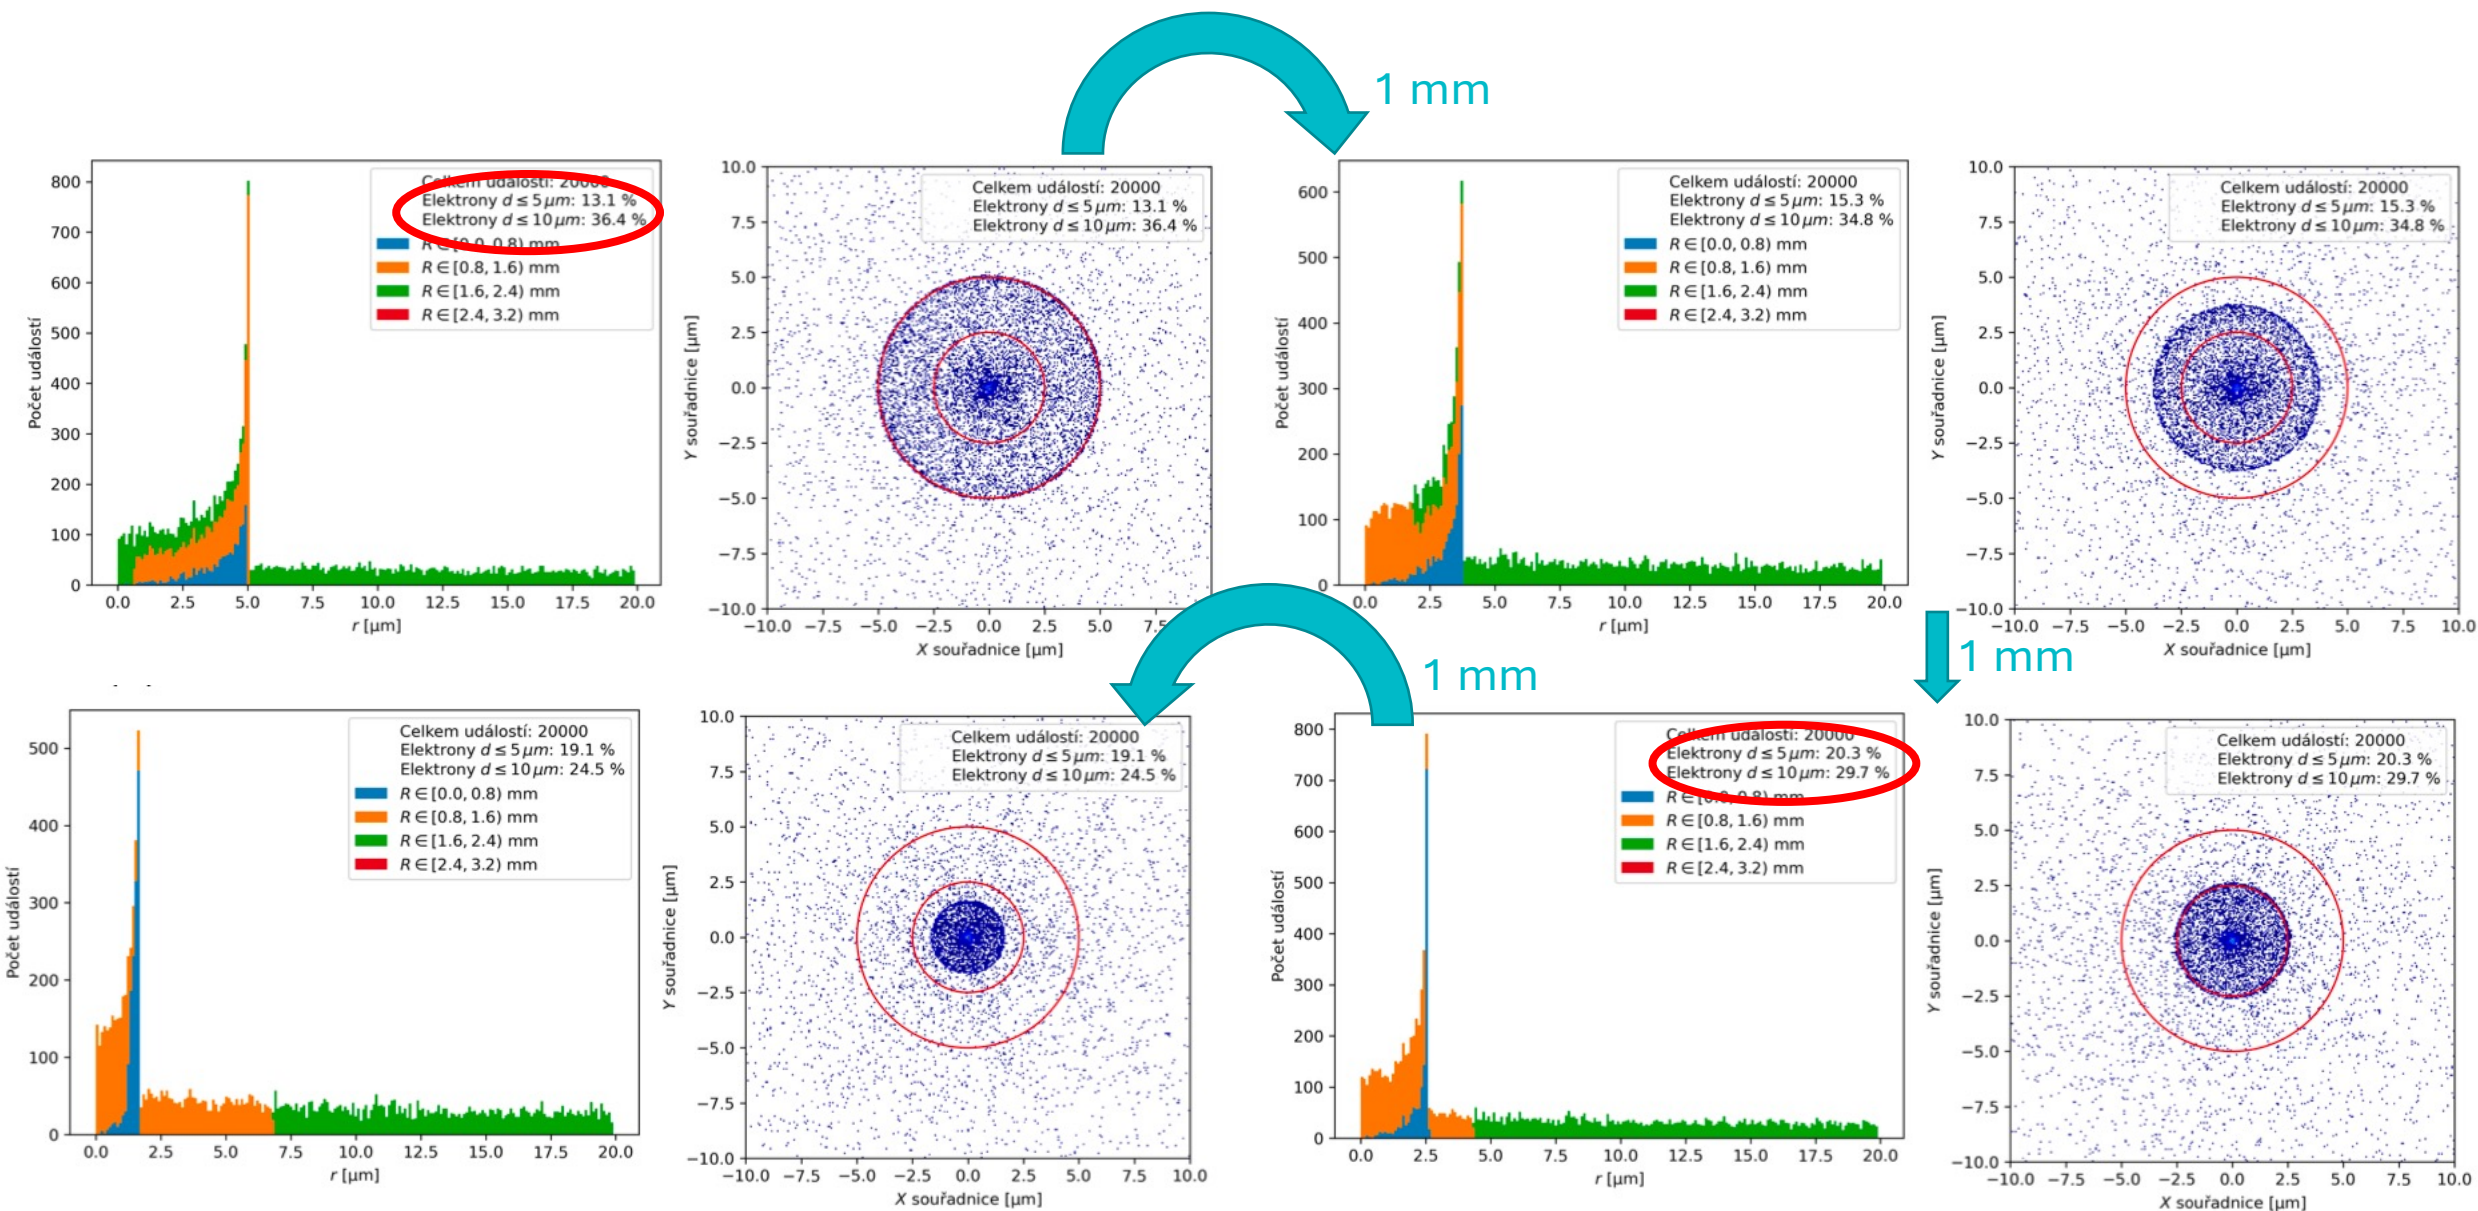 1 mm
Celkem událostí: 20000
Elektrony d ≤ 5 μm: 13.1 %
Elektrony d ≤ 10 μm: 36.4 %
R ∈ [0.0, 0.8) mm
R ∈ [0.8, 1.6) mm
R ∈ [1.6, 2.4) mm
R ∈ [2.4, 3.2) mm
Počet událostí
800
700
600
500
400
300
200
100
0
0.0 2.5 5.0 7.5 10.0 12.5 15.0 17.5 20.0
r [μm]
Celkem událostí: 20000
Elektrony d ≤ 5 μm: 13.1 %
Elektrony d ≤ 10 μm: 36.4 %
Y souřadnice [μm]
10.0
7.5
5.0
2.5
0.0
−2.5
−5.0
−7.5
−10.0
−10.0 −7.5 −5.0 −2.5 0.0 2.5 5.0 7.5
X souřadnice [μm]
Celkem událostí: 20000
Elektrony d ≤ 5 μm: 15.3 %
Elektrony d ≤ 10 μm: 34.8 %
R ∈ [0.0, 0.8) mm
R ∈ [0.8, 1.6) mm
R ∈ [1.6, 2.4) mm
R ∈ [2.4, 3.2) mm
Počet událostí
600
500
400
300
200
100
0
0.0 2.5 5.0 7.5 10.0 12.5 15.0 17.5 20.0
r [μm]
Celkem událostí: 20000
Elektrony d ≤ 5 μm: 15.3 %
Elektrony d ≤ 10 μm: 34.8 %
Y souřadnice [μm]
10.0
7.5
5.0
2.5
0.0
−2.5
−5.0
−7.5
−10.0
−10.0 −7.5 −5.0 −2.5 0.0 2.5 5.0 7.5 10.0
X souřadnice [μm]
1 mm
1 mm
Celkem událostí: 20000
Elektrony d ≤ 5 μm: 19.1 %
Elektrony d ≤ 10 μm: 24.5 %
R ∈ [0.0, 0.8) mm
R ∈ [0.8, 1.6) mm
R ∈ [1.6, 2.4) mm
R ∈ [2.4, 3.2) mm
Počet událostí
500
400
300
200
100
0
0.0 2.5 5.0 7.5 10.0 12.5 15.0 17.5 20.0
r [μm]
Celkem událostí: 20000
Elektrony d ≤ 5 μm: 19.1 %
Elektrony d ≤ 10 μm: 24.5 %
Y souřadnice [μm]
10.0
7.5
5.0
2.5
0.0
−2.5
−5.0
−7.5
−10.0
−10.0 −7.5 −5.0 −2.5 0.0 2.5 5.0 7.5 10.0
X souřadnice [μm]
Celkem událostí: 20000
Elektrony d ≤ 5 μm: 20.3 %
Elektrony d ≤ 10 μm: 29.7 %
R ∈ [0.0, 0.8) mm
R ∈ [0.8, 1.6) mm
R ∈ [1.6, 2.4) mm
R ∈ [2.4, 3.2) mm
Počet událostí
800
700
600
500
400
300
200
100
0
0.0 2.5 5.0 7.5 10.0 12.5 15.0 17.5 20.0
r [μm]
Celkem událostí: 20000
Elektrony d ≤ 5 μm: 20.3 %
Elektrony d ≤ 10 μm: 29.7 %
Y souřadnice [μm]
10.0
7.5
5.0
2.5
0.0
−2.5
−5.0
−7.5
−10.0
−10.0 −7.5 −5.0 −2.5 0.0 2.5 5.0 7.5 10.0
X souřadnice [μm]